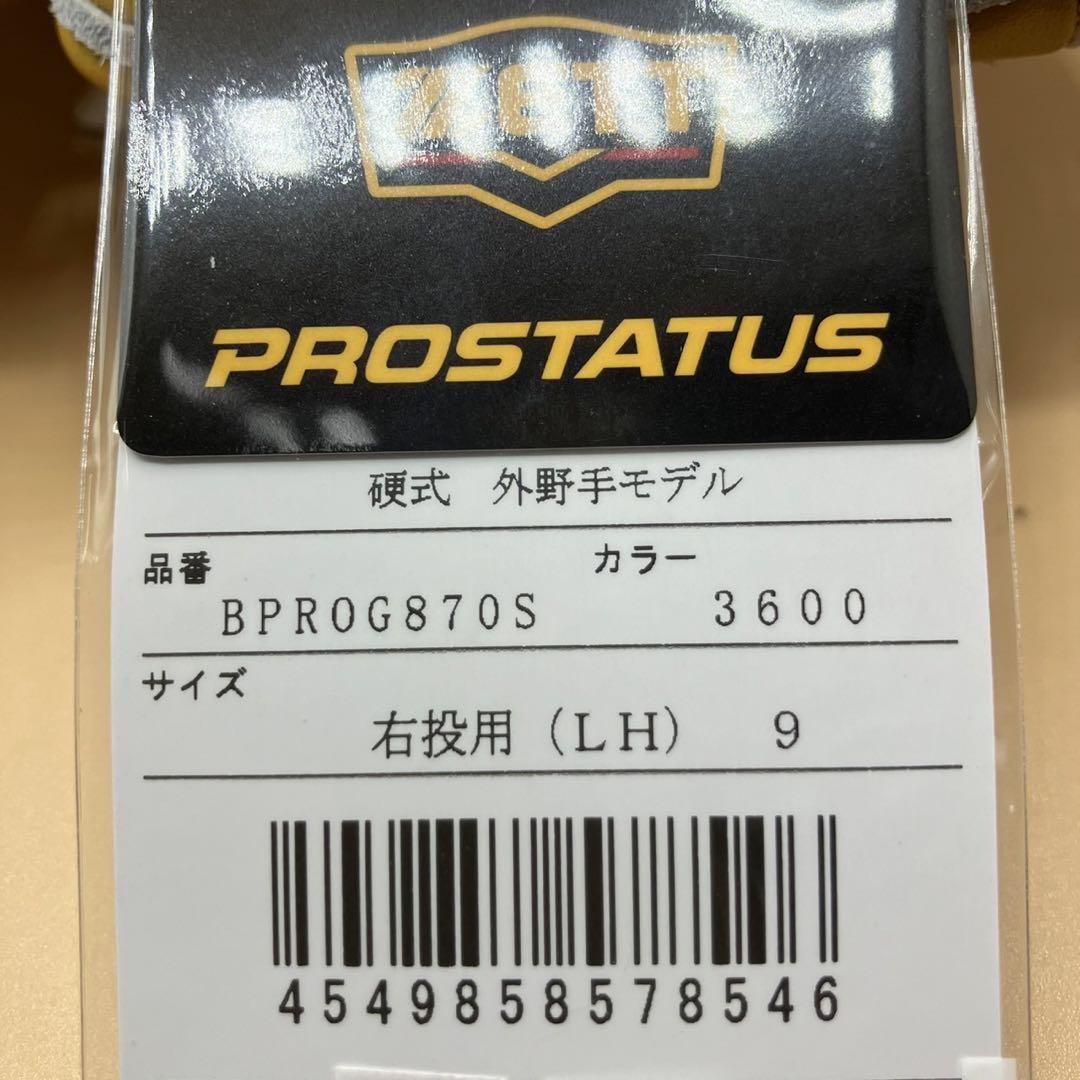 ZETT
PROSTATUS
硬式 外野手モデル
品番 カラー
BPROG870S 3600
サイズ
右投用(LH) 9
4549858578546